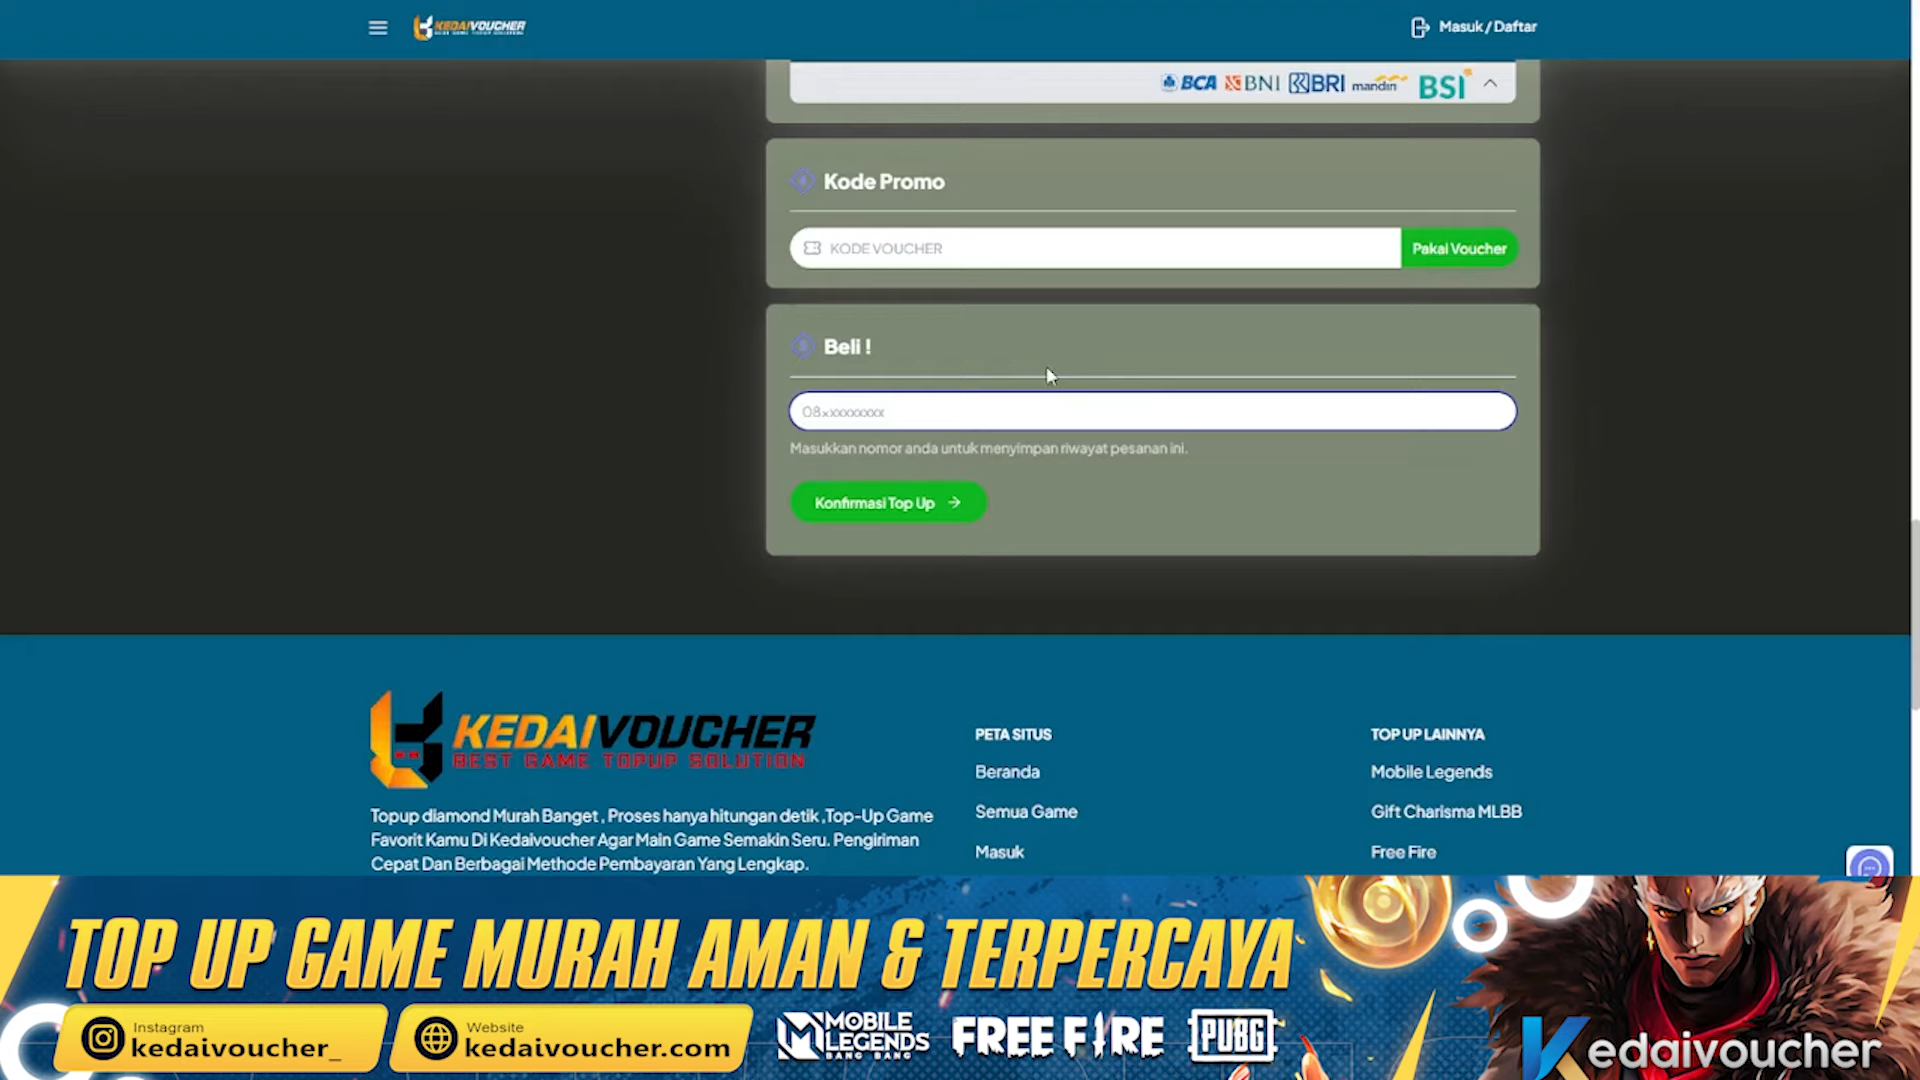 KEDAIVOUCHER
Masuk / Daftar
BCA BNI BRI mandiri BSI
Kode Promo
KODE VOUCHER
Pakai Voucher
Beli !
08xxxxxxxxx
Masukkan nomor anda untuk menyimpan riwayat pesanan ini.
Konfirmasi Top Up
KEDAIVOUCHER
BEST GAME TOPUP SOLUTION
Topup diamond Murah Banget , Proses hanya hitungan detik ,Top-Up Game
Favorit Kamu Di Kedaivoucher Agar Main Game Semakin Seru. Pengiriman
Cepat Dan Berbagai Methode Pembayaran Yang Lengkap.
PETA SITUS
Beranda
Semua Game
Masuk
TOP UP LAINNYA
Mobile Legends
Gift Charisma MLBB
Free Fire
TOP UP GAME MURAH AMAN & TERPERCAYA
Instagram
kedaivoucher_
Website
kedaivoucher.com
MOBILE
LEGENDS
BANG BANG
FREE FIRE
PUBG
Kedaivoucher